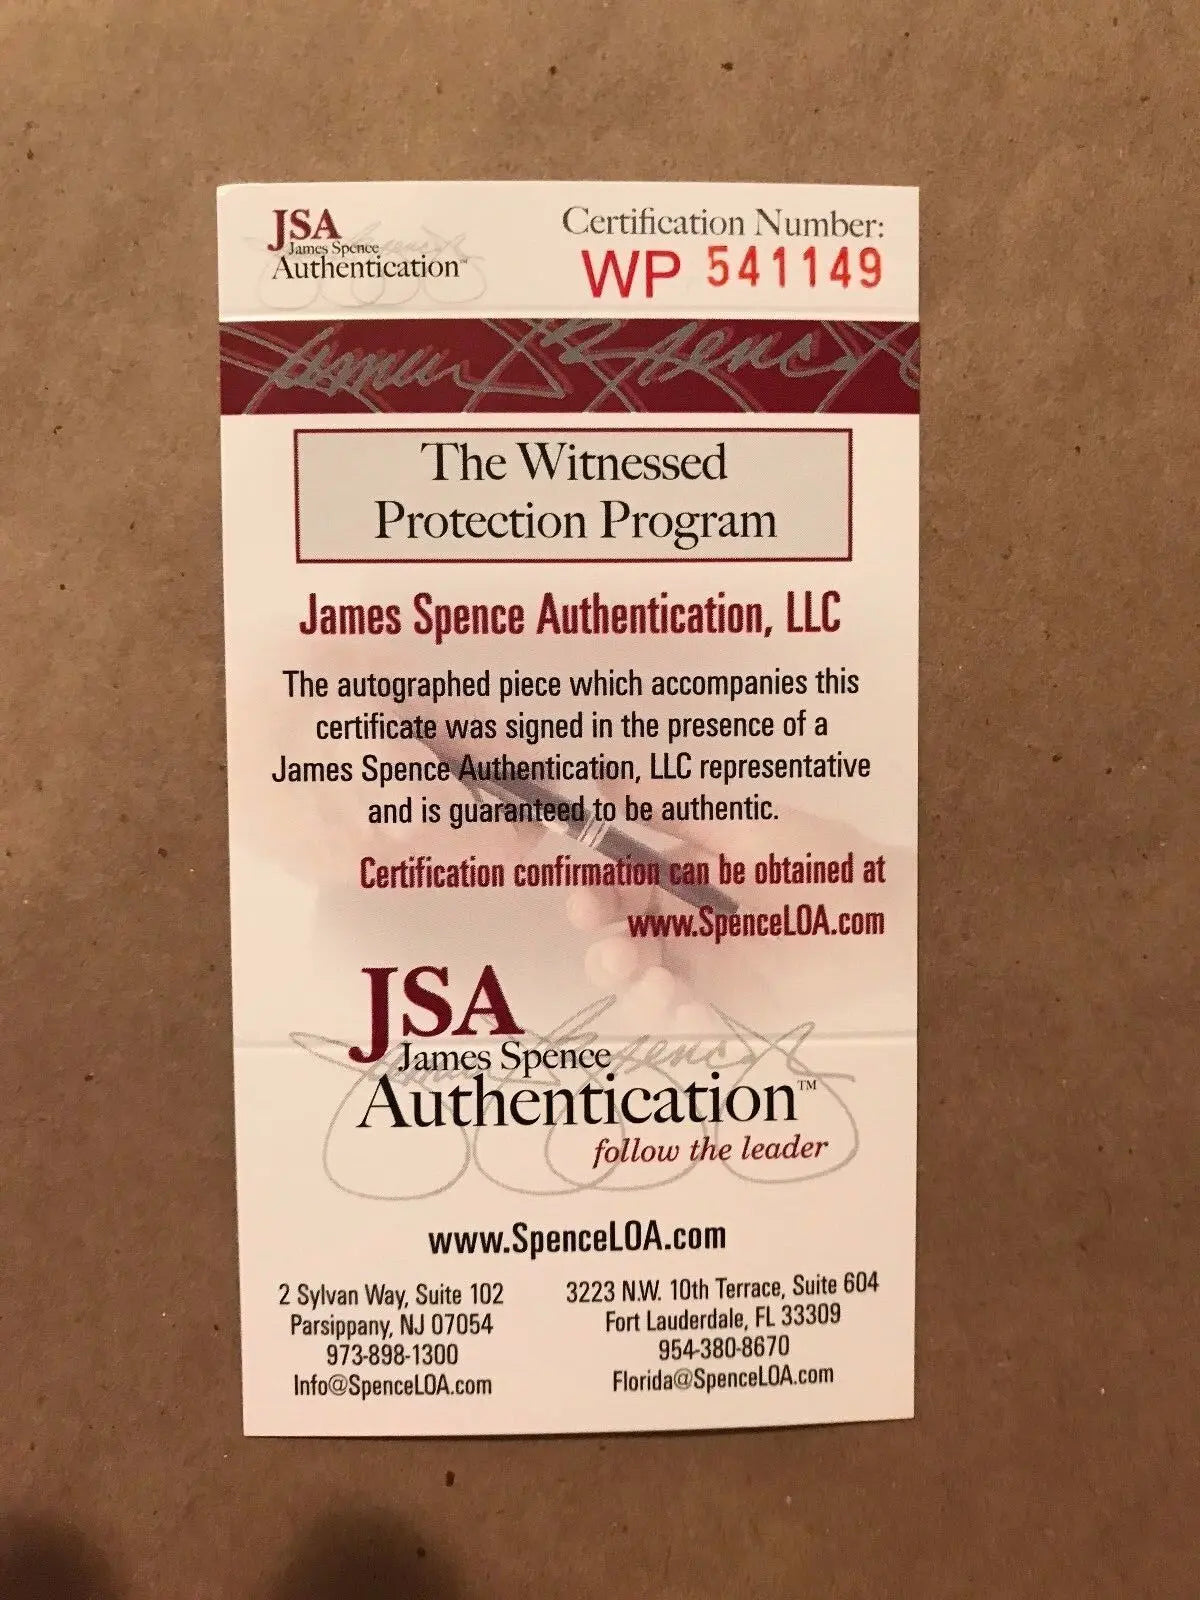 JSA
James Spence
Authentication™
Certification Number:
WP 541149
James Spence
The Witnessed
Protection Program
James Spence Authentication, LLC
The autographed piece which accompanies this
certificate was signed in the presence of a
James Spence Authentication, LLC representative
and is guaranteed to be authentic.
Certification confirmation can be obtained at
www.SpenceLOA.com
JSA
James Spence
Authentication™
follow the leader
www.SpenceLOA.com
2 Sylvan Way, Suite 102
Parsippany, NJ 07054
973-898-1300
Info@SpenceLOA.com
3223 N.W. 10th Terrace, Suite 604
Fort Lauderdale, FL 33309
954-380-8670
Florida@SpenceLOA.com